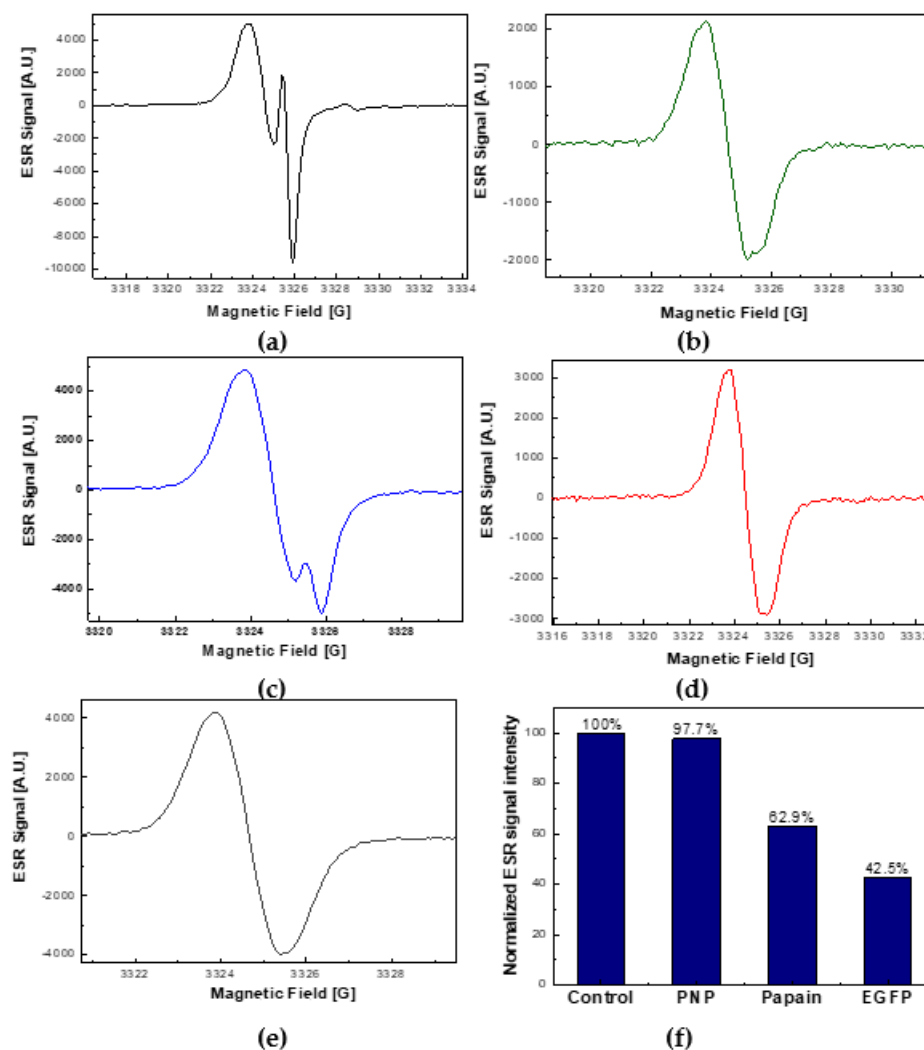 ESR Signal [A.U.]
4000
2000
0
-2000
-4000
-6000
-8000
-10000
3318 3320 3322 3324 3326 3328 3330 3332 3334
Magnetic Field [G]
(a)
ESR Signal [A.U.]
2000
1000
0
-1000
-2000
3320 3322 3324 3326 3328 3330
Magnetic Field [G]
(b)
ESR Signal [A.U.]
4000
2000
0
-2000
-4000
3320 3322 3324 3326 3328
Magnetic Field [G]
(c)
ESR Signal [A.U.]
3000
2000
1000
0
-1000
-2000
-3000
3316 3318 3320 3322 3324 3326 3328 3330
Magnetic Field [G]
(d)
ESR Signal [A.U.]
4000
2000
0
-2000
-4000
3322 3324 3326 3328
Magnetic Field [G]
(e)
Normalized ESR signal intensity
100
80
60
40
20
0
100% 97.7% 62.9% 42.5%
Control PNP Papain EGFP
(f)